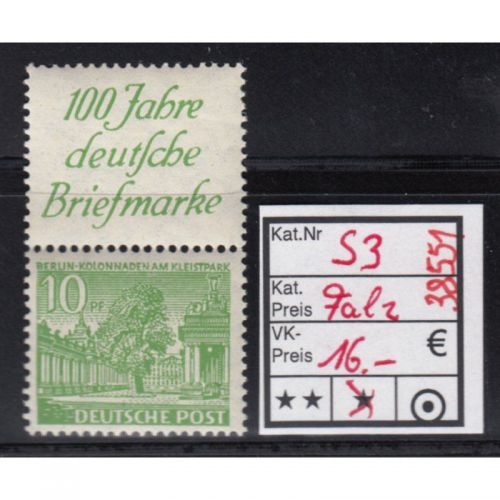 100 Jahre
deutsche
Briefmarke
BERLIN-KOLONNADEN AM KLEISTPARK
10 PF
DEUTSCHE POST
Kat.Nr S3
Kat.
Preis Falz
VK-
Preis 16.- €
★★ ★
38551